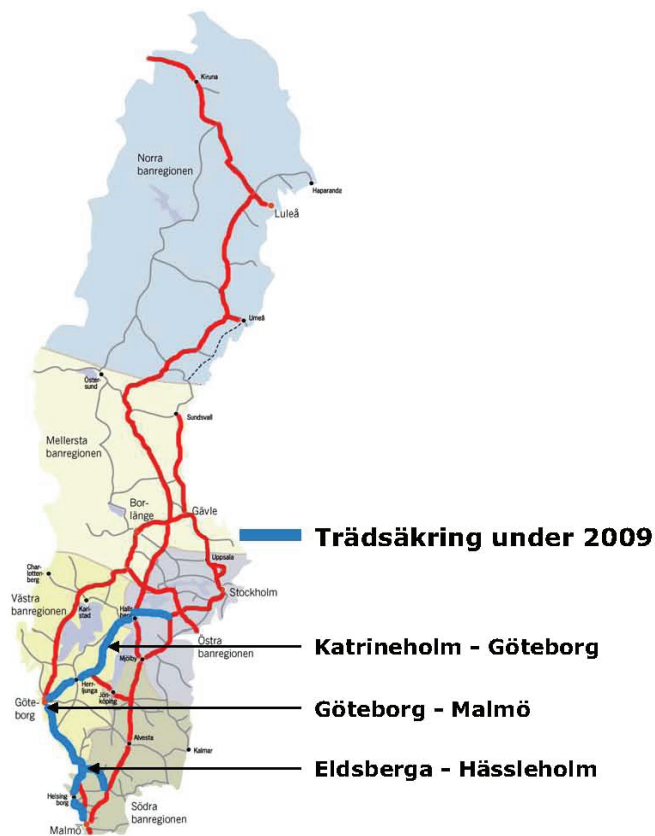 Kiruna
Norra
banregionen
Haparanda
Luleå
Umeå
Öster-
sund
Sundsvall
Mellersta
banregionen
Bor-
länge
Gävle
Trädsäkring under 2009
Uppsala
Char-
lotten-
berg
Stockholm
Västra
banregionen
Karl-
stad
Halls
berg
Östra
banregionen
Katrineholm - Göteborg
Mjölby
Herr-
ljunga
Jön-
köping
Göte-
borg
Göteborg - Malmö
Alvesta
Kalmar
Eldsberga - Hässleholm
Helsing
borg
Södra
banregionen
Malmö